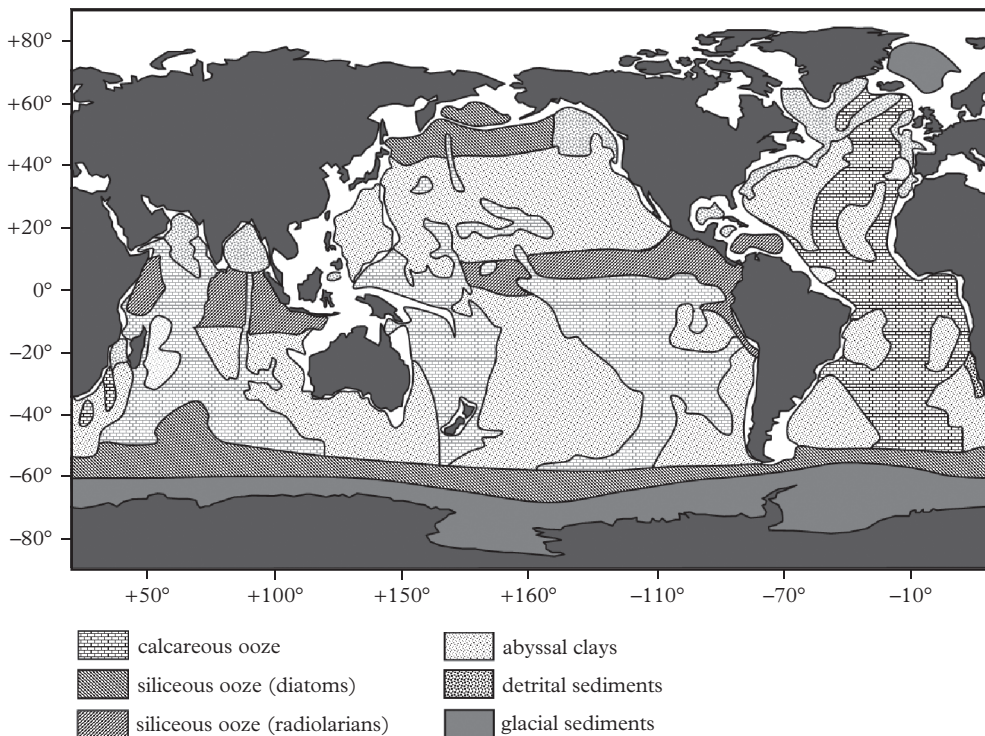 +80°
+60°
+40°
+20°
0°
−20°
−40°
−60°
−80°
+50° +100° +150° +160° −110° −70° −10°
calcareous ooze abyssal clays
siliceous ooze (diatoms) detrital sediments
siliceous ooze (radiolarians) glacial sediments